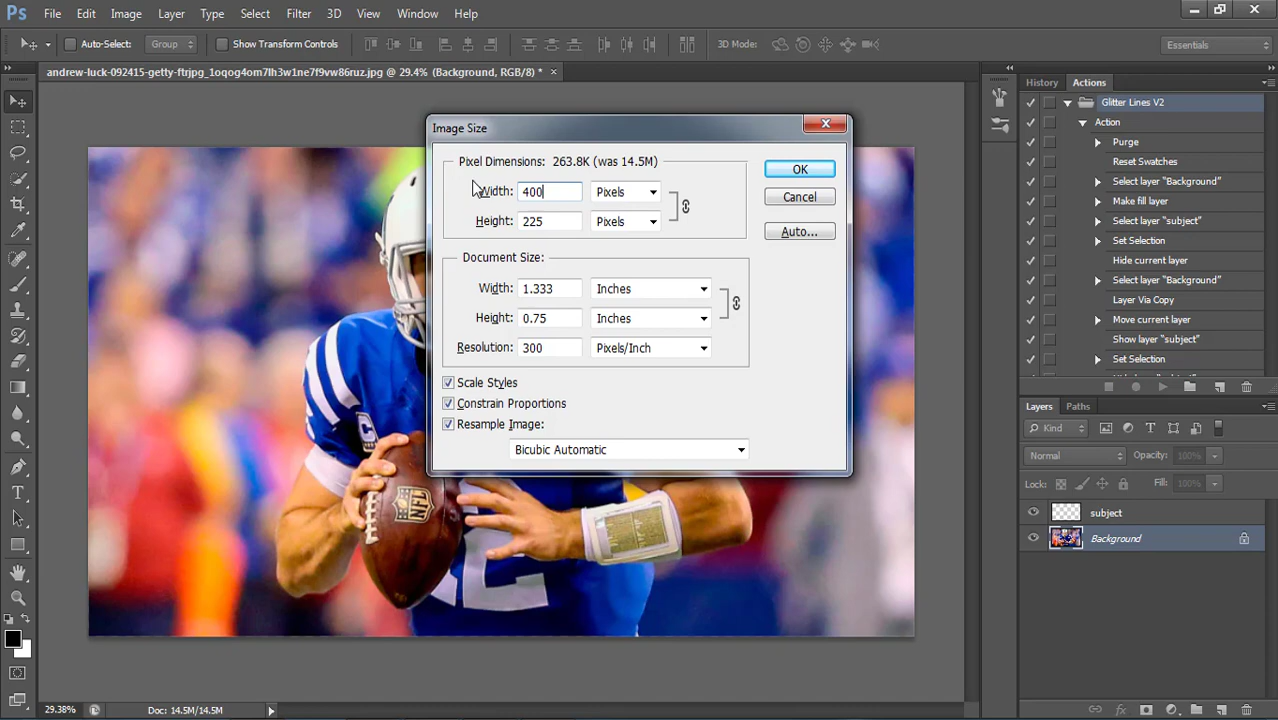 Ps File Edit Image Layer Type Select Filter 3D View Window Help
Auto-Select: Group Show Transform Controls 3D Mode: Essentials
andrew-luck-092415-getty-ftrjpg_1oqog4om7lh3w1ne7f9vw86ruz.jpg @ 29.4% (Background, RGB/8) *
Image Size
Pixel Dimensions: 263.8K (was 14.5M)
Width: 400 Pixels
Height: 225 Pixels
OK
Cancel
Auto...
Document Size:
Width: 1.333 Inches
Height: 0.75 Inches
Resolution: 300 Pixels/Inch
Scale Styles
Constrain Proportions
Resample Image:
Bicubic Automatic
NFL
C
History Actions
Glitter Lines V2
Action
Purge
Reset Swatches
Select layer "Background"
Make fill layer
Select layer "subject"
Set Selection
Hide current layer
Select layer "Background"
Layer Via Copy
Move current layer
Show layer "subject"
Set Selection
Layers Paths
Kind
Normal Opacity: 100%
Lock: Fill: 100%
subject
Background
29.38% Doc: 14.5M/14.5M